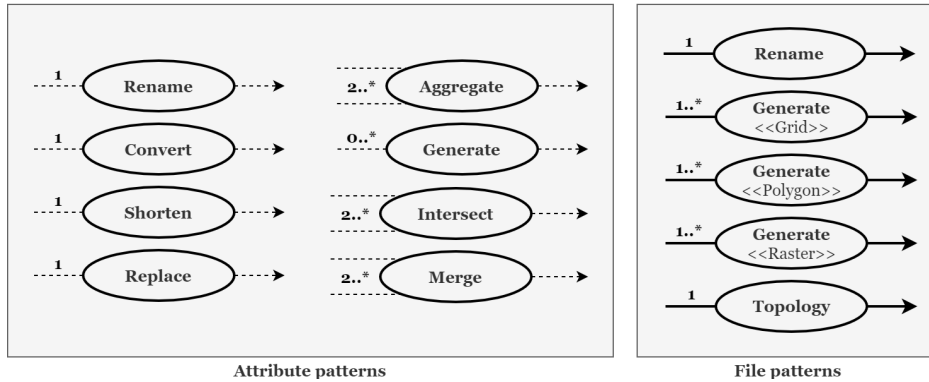 1
Rename
1
Convert
1
Shorten
1
Replace
2..*
Aggregate
0..*
Generate
2..*
Intersect
2..*
Merge
Attribute patterns
1
Rename
1..*
Generate
<<Grid>>
1..*
Generate
<<Polygon>>
1..*
Generate
<<Raster>>
1
Topology
File patterns